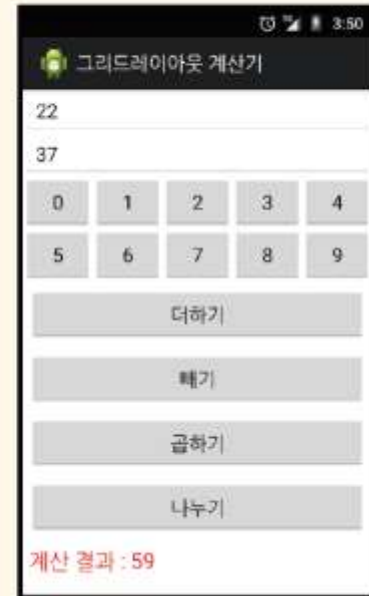 3:50
그리드레이아웃 계산기
22
37
0 1 2 3 4
5 6 7 8 9
더하기
빼기
곱하기
나누기
계산 결과 : 59